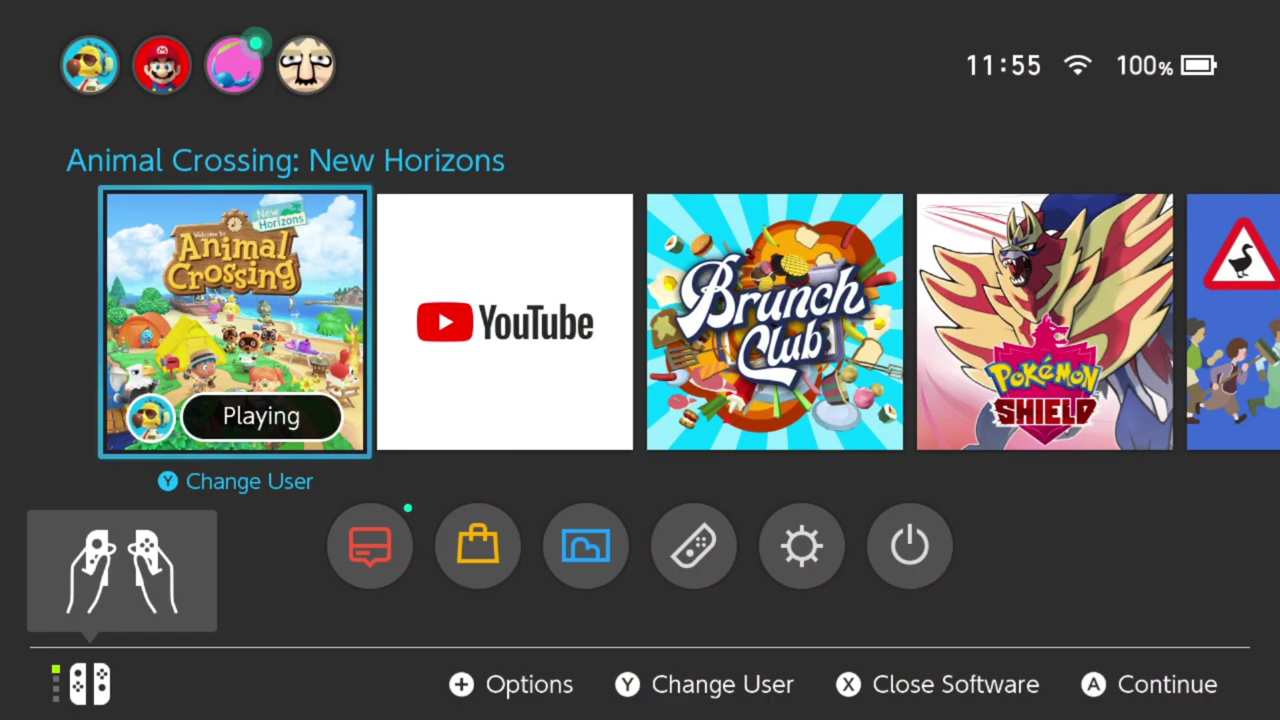 11:55 100%
Animal Crossing: New Horizons
New
Horizons
Welcome to
Animal
Crossing
Playing
YouTube
Brunch
Club
POKéMON
SHIELD
Y Change User
+ Options Y Change User X Close Software A Continue